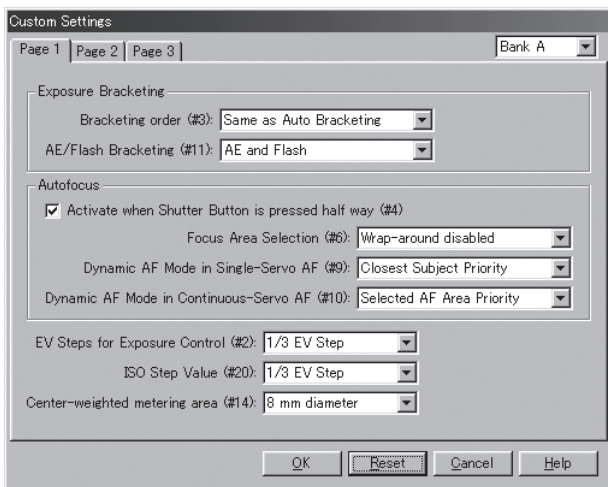 Custom Settings
Page 1 Page 2 Page 3 Bank A
Exposure Bracketing
Bracketing order (#3): Same as Auto Bracketing
AE/Flash Bracketing (#11): AE and Flash
Autofocus
Activate when Shutter Button is pressed half way (#4)
Focus Area Selection (#6): Wrap-around disabled
Dynamic AF Mode in Single-Servo AF (#9): Closest Subject Priority
Dynamic AF Mode in Continuous-Servo AF (#10): Selected AF Area Priority
EV Steps for Exposure Control (#2): 1/3 EV Step
ISO Step Value (#20): 1/3 EV Step
Center-weighted metering area (#14): 8 mm diameter
OK Reset Cancel Help